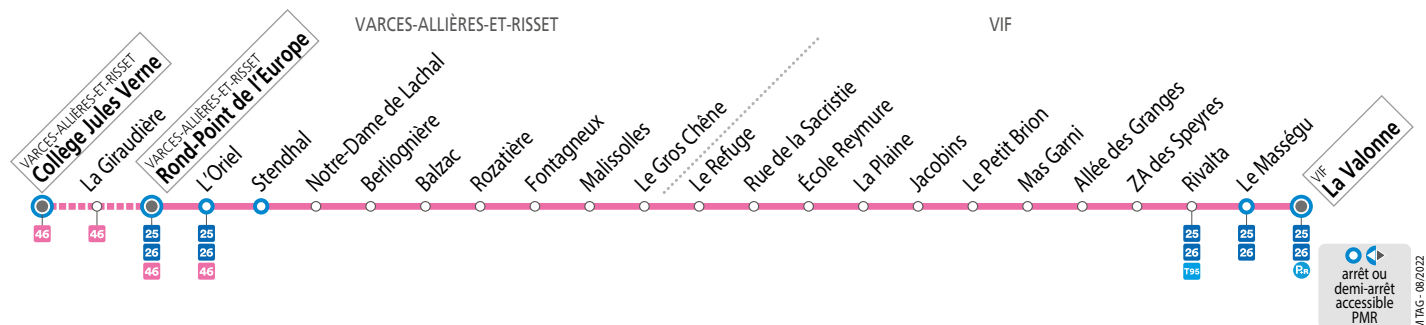 VARCES-ALLIÈRES-ET-RISSET
VIF
VARCES-ALLIÈRES-ET-RISSET
Collège Jules Verne
La Giraudière
VARCES-ALLIÈRES-ET-RISSET
Rond-Point de l'Europe
L'Oriel
Stendhal
Notre-Dame de Lachal
Berliognière
Balzac
Rozatière
Fontagneux
Malissolles
Le Gros Chêne
Le Refuge
Rue de la Sacristie
École Reymure
La Plaine
Jacobins
Le Petit Brion
Mas Garni
Allée des Granges
ZA des Speyres
Rivalta
Le Masségu
VIF
La Valonne
46
46
25
26
46
25
26
46
25
26
T95
25
26
25
26
P+R
arrêt ou
demi-arrêt
accessible
PMR
M TAG - 08/2022